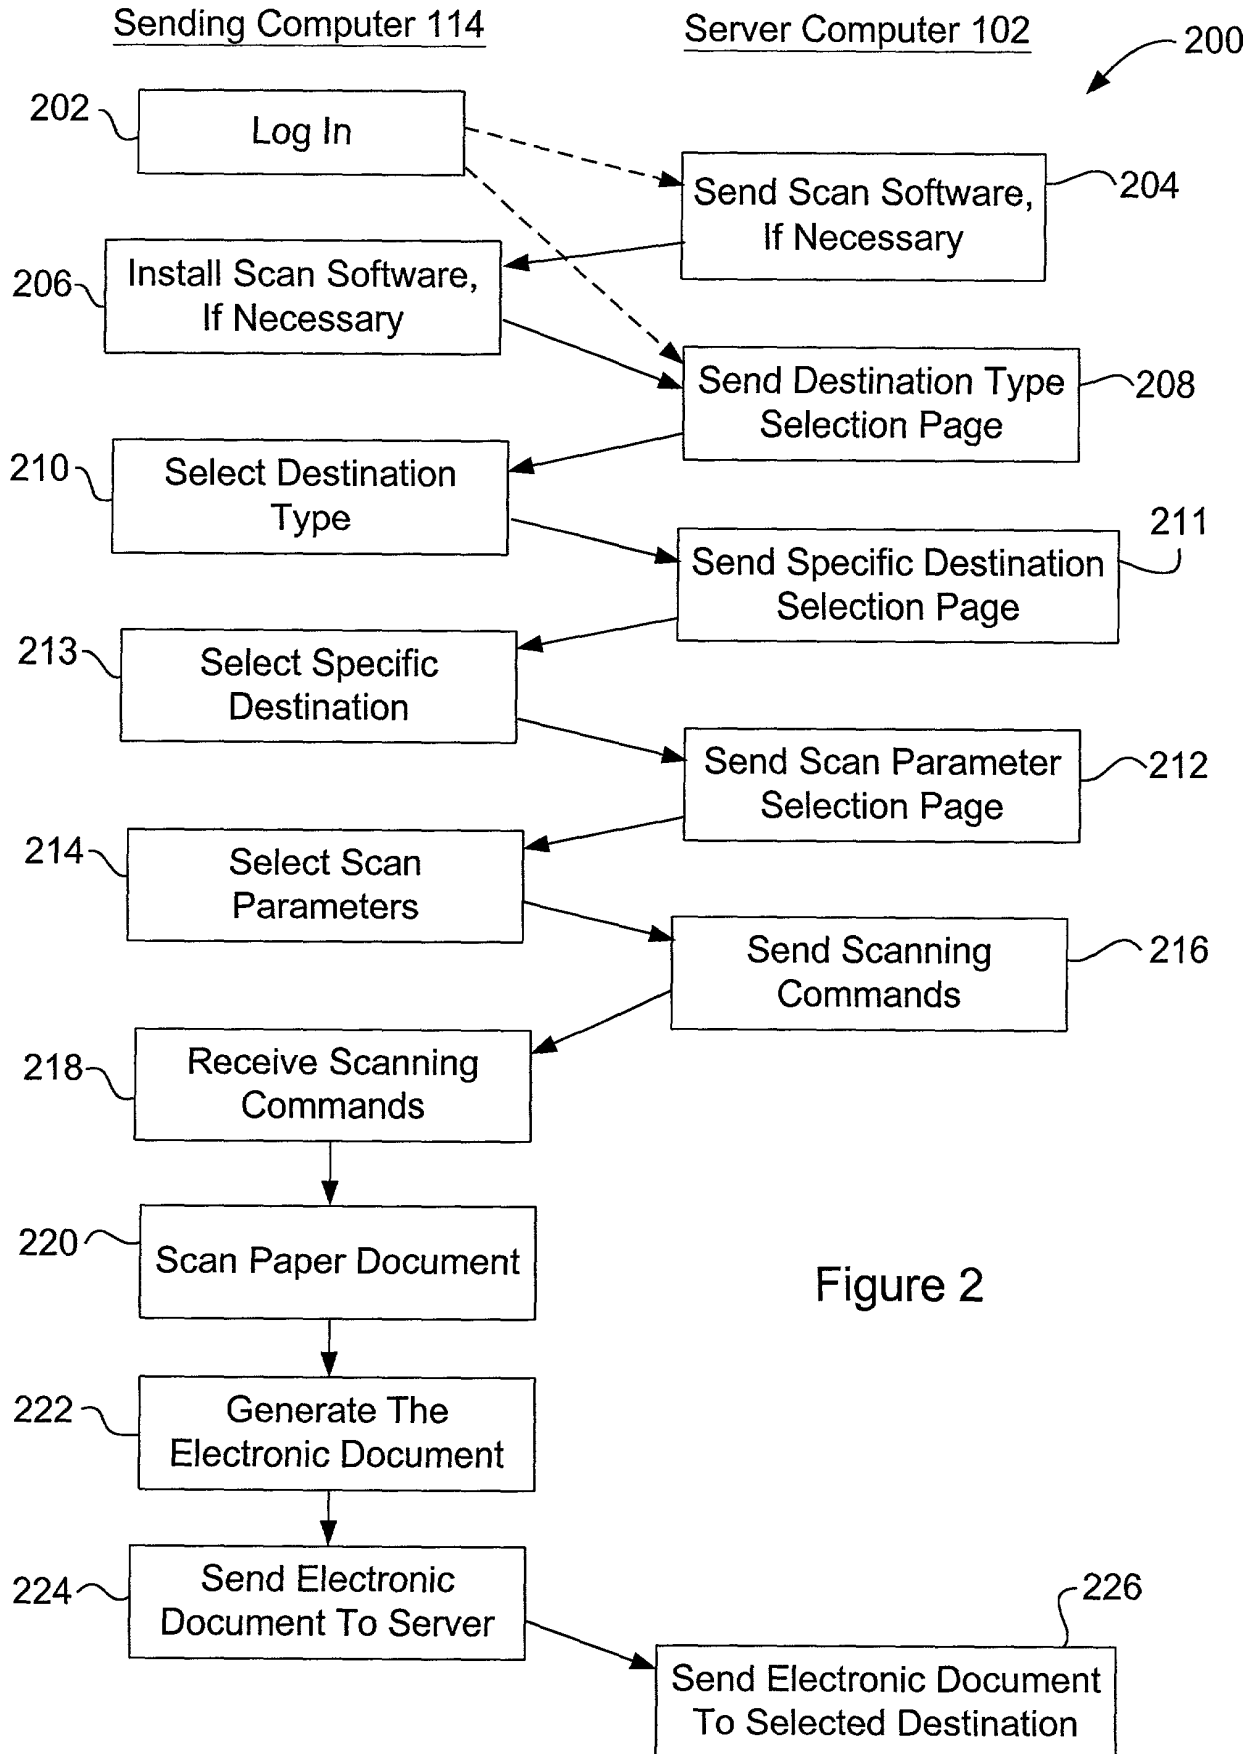 Sending Computer 114
Server Computer 102
200
202
Log In
Send Scan Software,
If Necessary
204
206
Install Scan Software,
If Necessary
Send Destination Type
Selection Page
208
210
Select Destination
Type
211
Send Specific Destination
Selection Page
213
Select Specific
Destination
Send Scan Parameter
Selection Page
212
214
Select Scan
Parameters
Send Scanning
Commands
216
218
Receive Scanning
Commands
220
Scan Paper Document
Figure 2
222
Generate The
Electronic Document
224
Send Electronic
Document To Server
226
Send Electronic Document
To Selected Destination